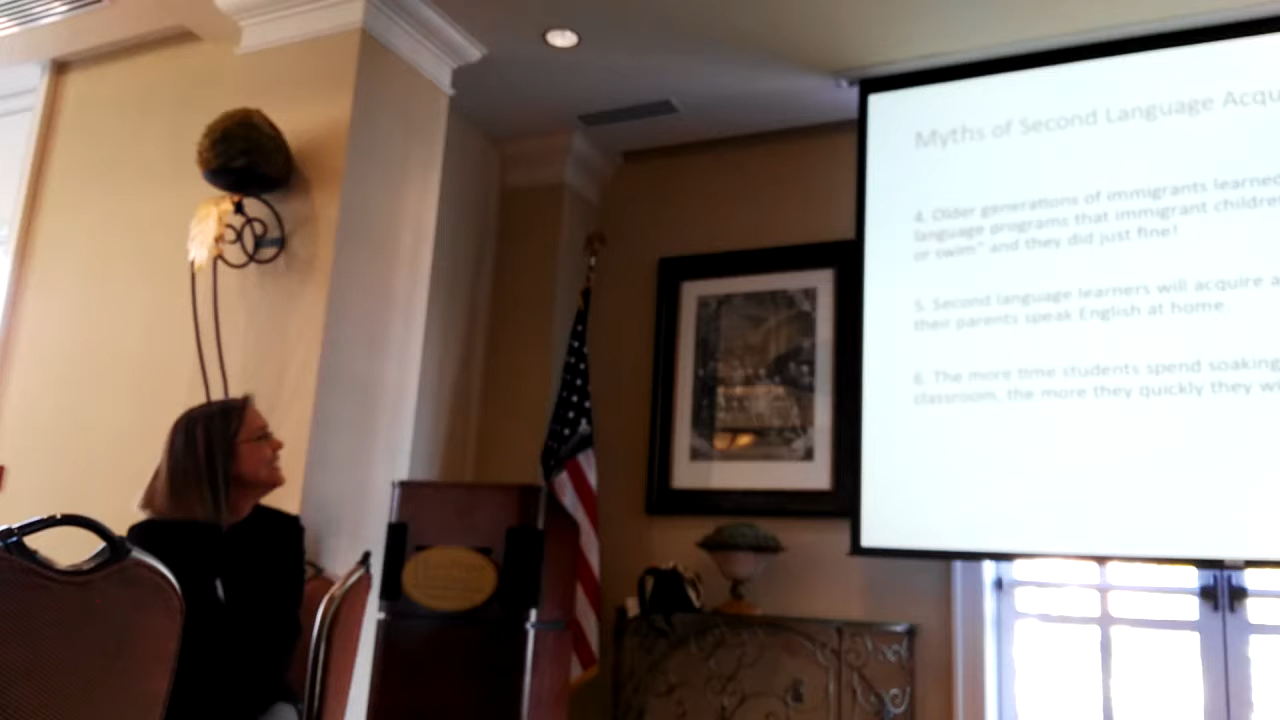 Myths of Second Language Acqu
4. Older generations of immigrants learned
language programs that immigrant childre
or swim" and they did just fine!
5. Second language learners will acquire a
their parents speak English at home.
6. The more time students spend soaking
classroom, the more they quickly they w